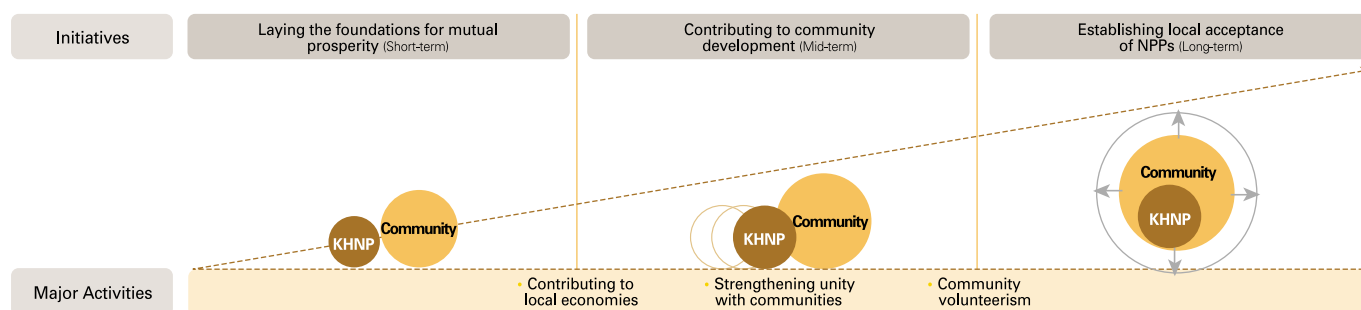 Initiatives
Laying the foundations for mutual
prosperity (Short-term)
Contributing to community
development (Mid-term)
Establishing local acceptance
of NPPs (Long-term)
KHNP
Community
KHNP
Community
Community
KHNP
Major Activities
• Contributing to
local economies
• Strengthening unity
with communities
• Community
volunteerism